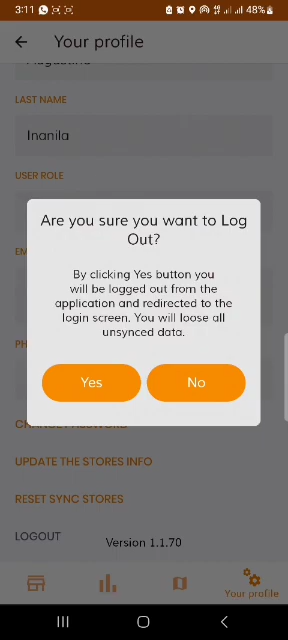 3:11
48%
Your profile
LAST NAME
Inanila
USER ROLE
Are you sure you want to Log
Out?
By clicking Yes button you
will be logged out from the
application and redirected to the
login screen. You will loose all
unsynced data.
Yes
No
CHANGE PASSWORD
UPDATE THE STORES INFO
RESET SYNC STORES
LOGOUT
Version 1.1.70
Your profile